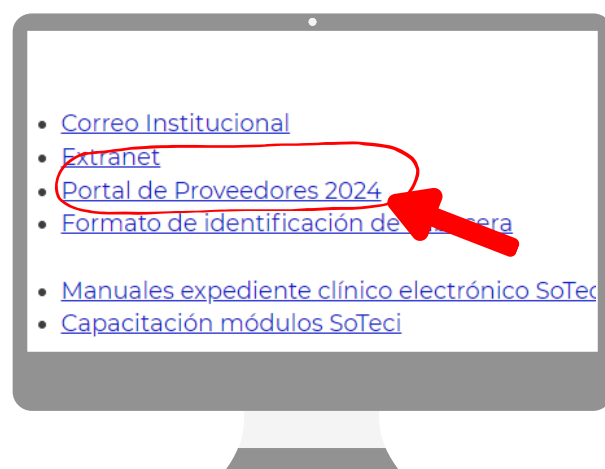 Correo Institucional
Extranet
Portal de Proveedores 2024
Formato de identificación de
Manuales expediente clínico electrónico SoTec
Capacitación módulos SoTeci